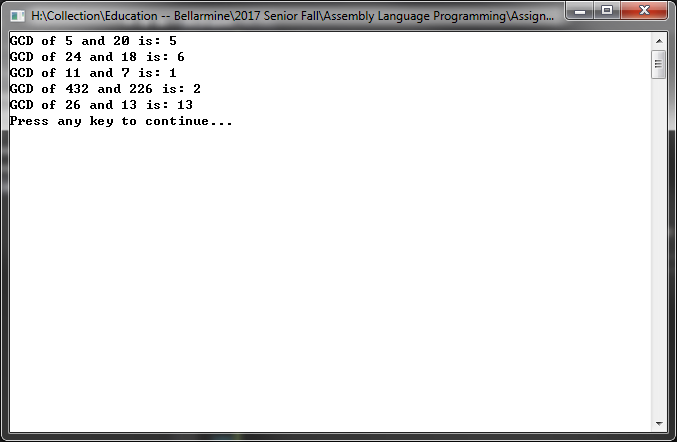 H:\Collection\Education -- Bellarmine\2017 Senior Fall\Assembly Language Programming\Assign...
GCD of 5 and 20 is: 5
GCD of 24 and 18 is: 6
GCD of 11 and 7 is: 1
GCD of 432 and 226 is: 2
GCD of 26 and 13 is: 13
Press any key to continue...